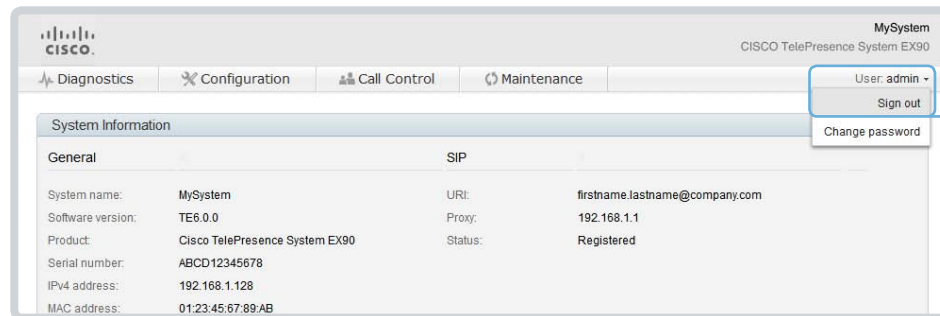 MySystem
CISCO.
CISCO TelePresence System EX90
Diagnostics Configuration Call Control Maintenance User: admin
Sign out
System Information
Change password
General SIP
System name: MySystem URI: firstname.lastname@company.com
Software version: TE6.0.0 Proxy: 192.168.1.1
Product: Cisco TelePresence System EX90 Status: Registered
Serial number: ABCD12345678
IPv4 address: 192.168.1.128
MAC address: 01:23:45:67:89:AB